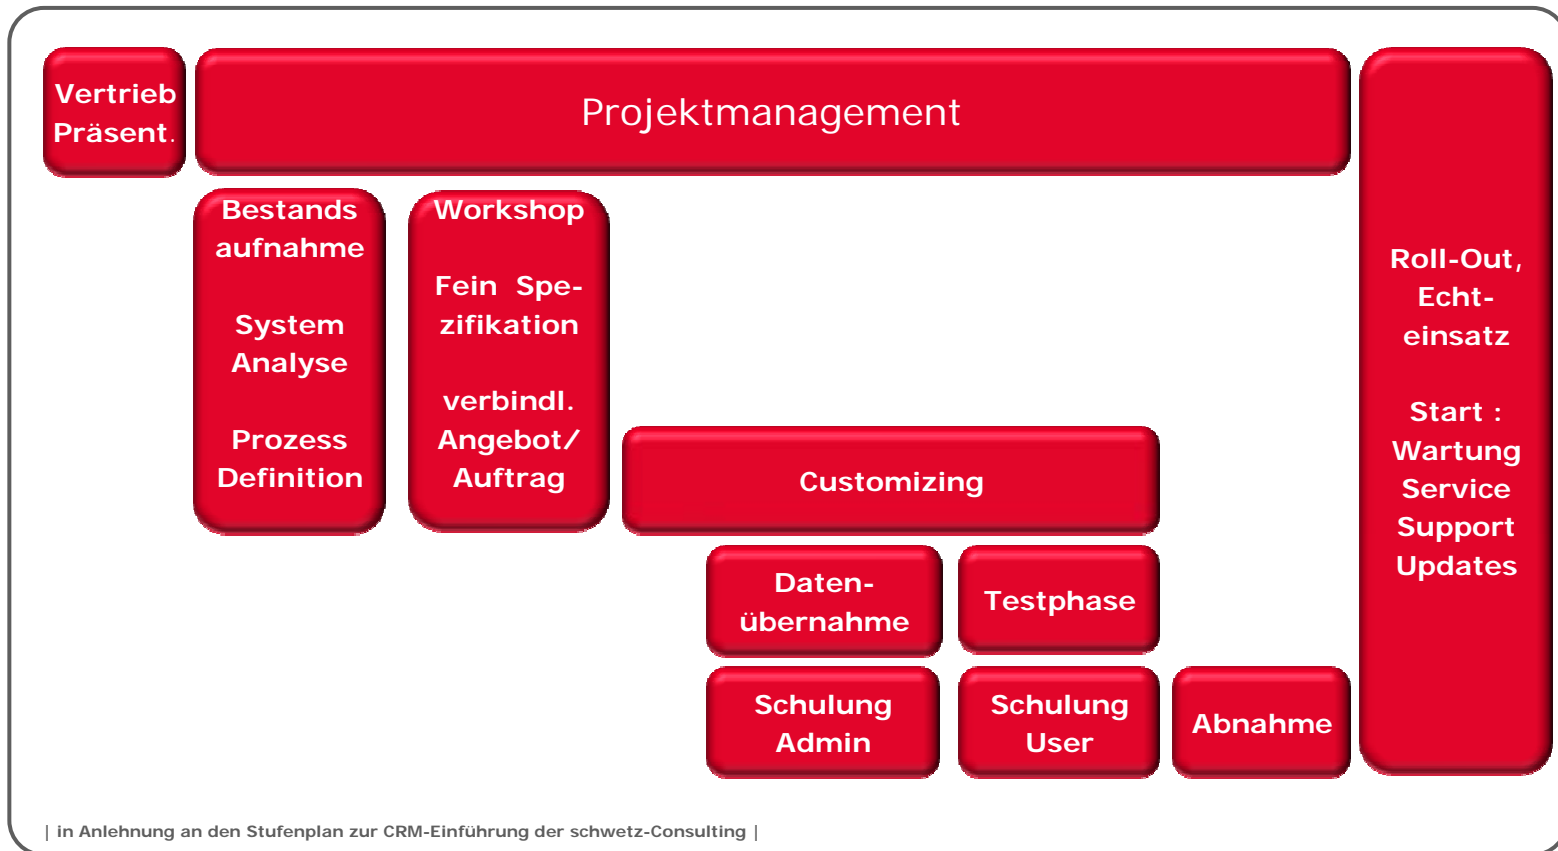 Vertrieb
Präsent.
Projektmanagement
Bestands
aufnahme
System
Analyse
Prozess
Definition
Workshop
Fein Spe-
zifikation
verbindl.
Angebot/
Auftrag
Customizing
Daten-
übernahme
Testphase
Schulung
Admin
Schulung
User
Abnahme
Roll-Out,
Echt-
einsatz
Start :
Wartung
Service
Support
Updates
| in Anlehnung an den Stufenplan zur CRM-Einführung der schwetz-Consulting |